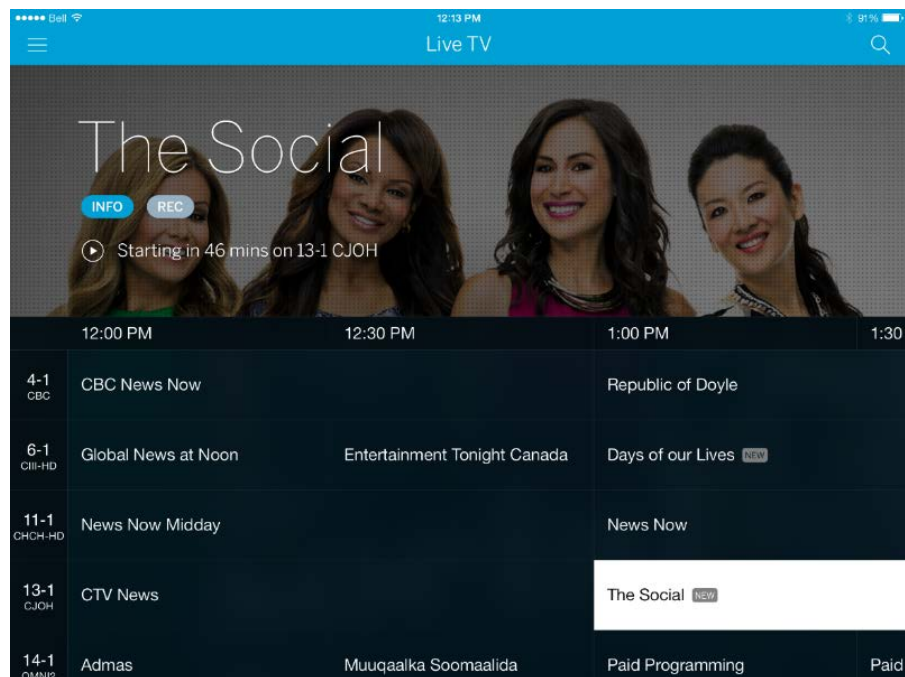 Bell 12:13 PM 91%
Live TV
The Social
INFO REC
Starting in 46 mins on 13-1 CJOH
12:00 PM 12:30 PM 1:00 PM 1:30
4-1 CBC News Now Republic of Doyle
CBC
6-1 Global News at Noon Entertainment Tonight Canada Days of our Lives NEW
CIII-HD
11-1 News Now Midday News Now
CHCH-HD
13-1 CTV News The Social NEW
CJOH
14-1 Admas Muuqaalka Soomaalida Paid Programming Paid
OMNI2